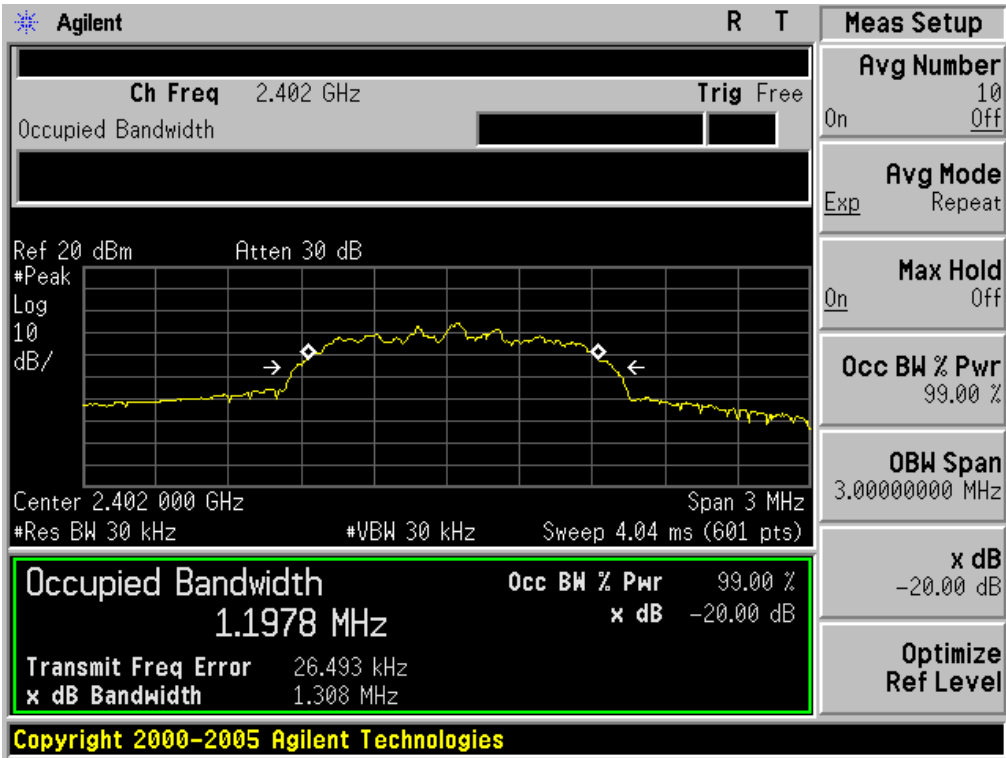 Agilent R T
Ch Freq 2.402 GHz Trig Free
Occupied Bandwidth
Ref 20 dBm Atten 30 dB
#Peak
Log
10
dB/
Center 2.402 000 GHz Span 3 MHz
#Res BW 30 kHz #VBW 30 kHz Sweep 4.04 ms (601 pts)
Occupied Bandwidth Occ BW % Pwr 99.00 %
1.1978 MHz x dB -20.00 dB
Transmit Freq Error 26.493 kHz
x dB Bandwidth 1.308 MHz
Copyright 2000-2005 Agilent Technologies
Meas Setup
Avg Number
10
On Off
Avg Mode
Exp Repeat
Max Hold
On Off
Occ BW % Pwr
99.00 %
OBW Span
3.00000000 MHz
x dB
-20.00 dB
Optimize
Ref Level